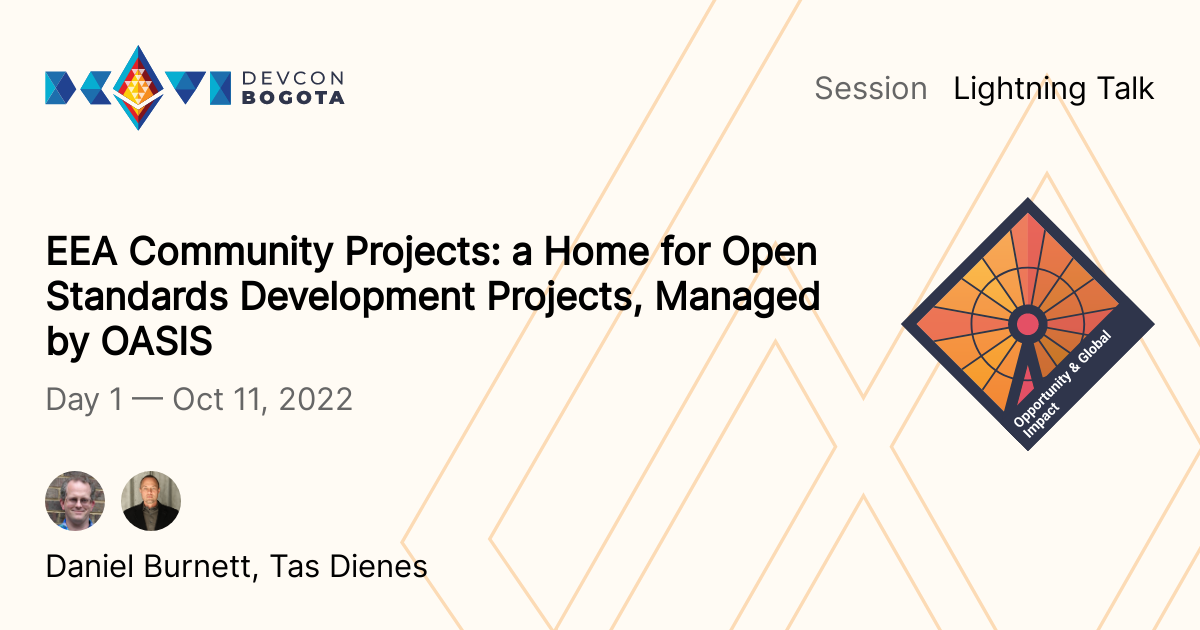 DEVCON
BOGOTA
Session Lightning Talk
EEA Community Projects: a Home for Open
Standards Development Projects, Managed
by OASIS
Day 1 — Oct 11, 2022
Opportunity & Global
Impact
Daniel Burnett, Tas Dienes